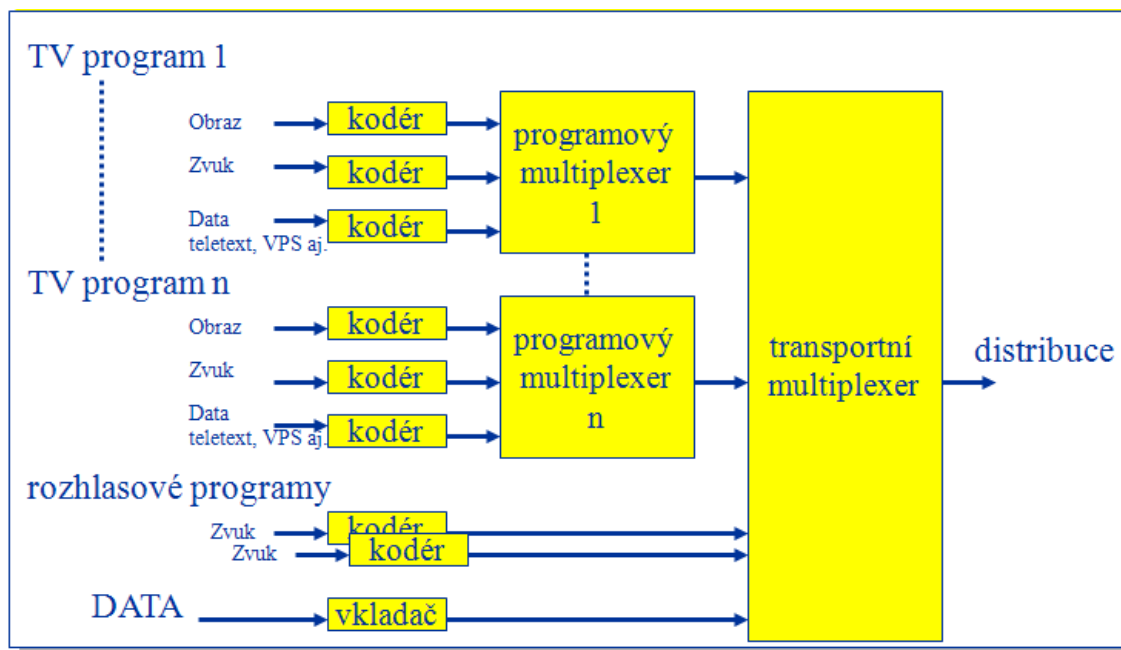 TV program 1
Obraz
kodér
Zvuk
kodér
Data
teletext, VPS aj.
kodér
programový
multiplexer
1
TV program n
Obraz
kodér
Zvuk
kodér
Data
teletext, VPS aj.
kodér
programový
multiplexer
n
transportní
multiplexer
distribuce
rozhlasové programy
Zvuk
kodér
Zvuk
kodér
DATA
vkladač